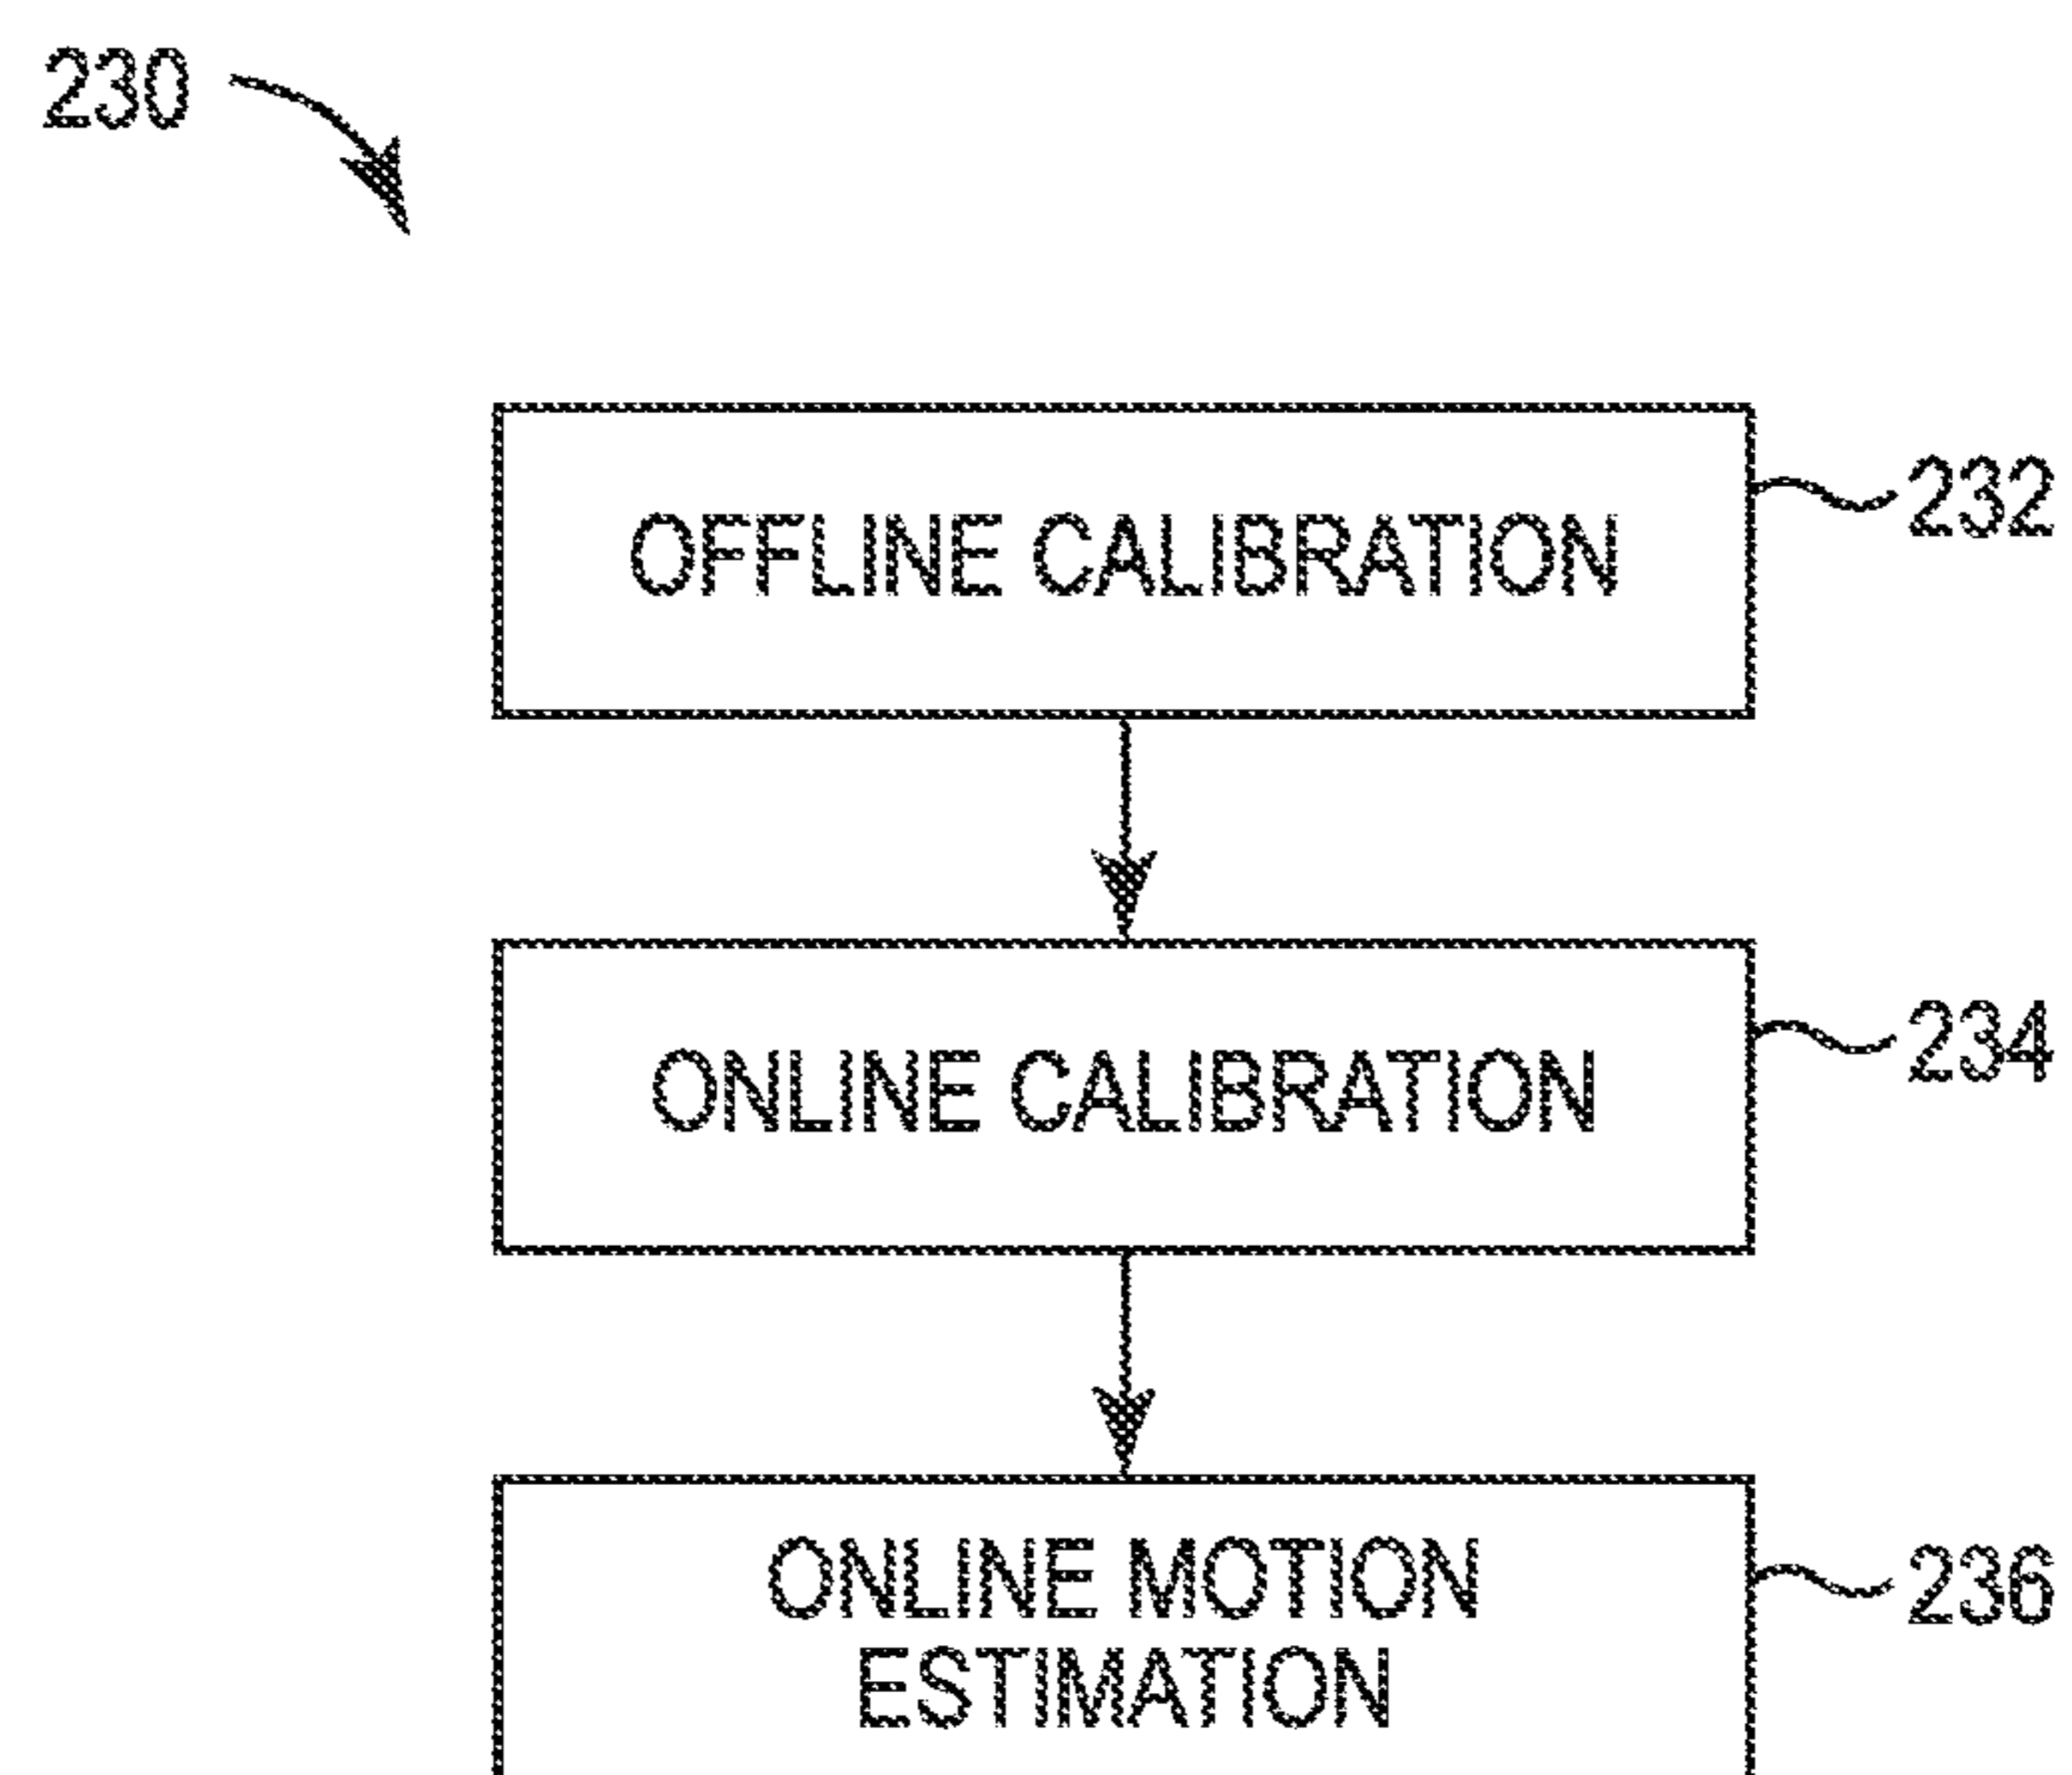 230
OFFLINE CALIBRATION
232
ONLINE CALIBRATION
234
ONLINE MOTION
ESTIMATION
236